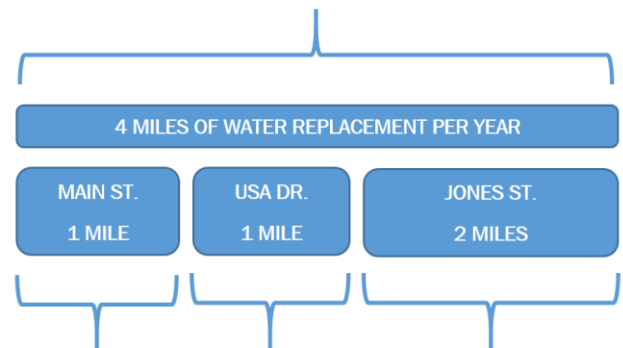 4 MILES OF WATER REPLACEMENT PER YEAR
MAIN ST.
1 MILE
USA DR.
1 MILE
JONES ST.
2 MILES